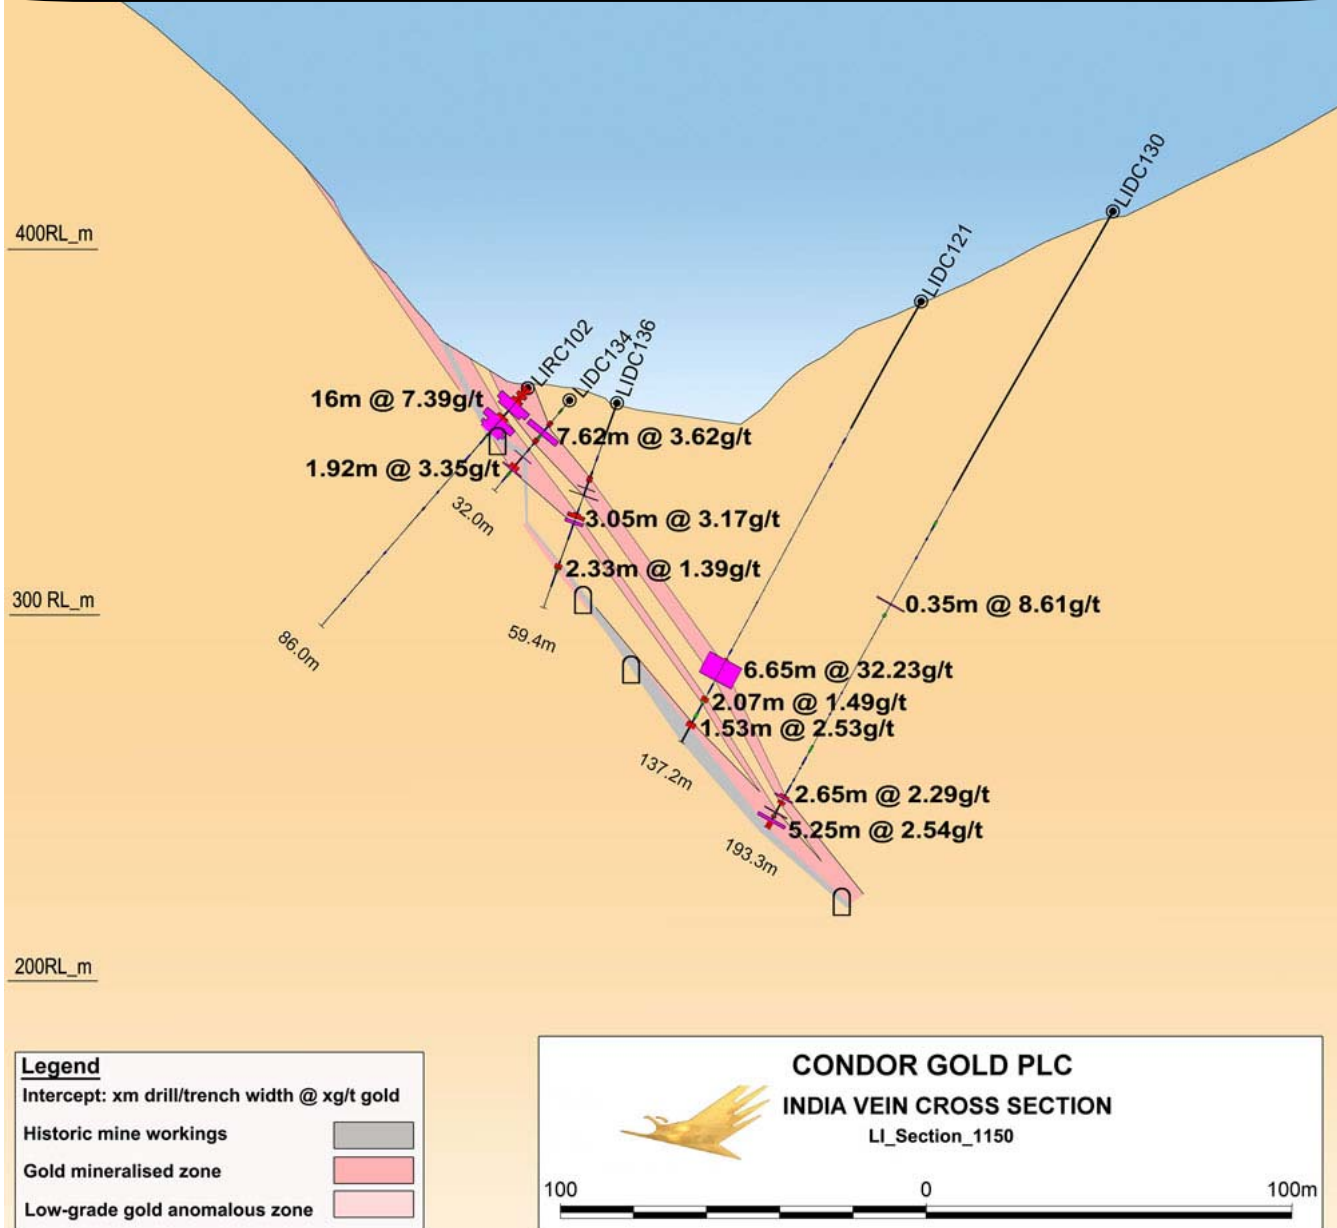 LIDC130
LIDC121
400RL_m
LIRC102
LIDC134
LIDC136
16m @ 7.39g/t
7.62m @ 3.62g/t
1.92m @ 3.35g/t
32.0m
3.05m @ 3.17g/t
2.33m @ 1.39g/t
300 RL_m
0.35m @ 8.61g/t
86.0m
59.4m
6.65m @ 32.23g/t
2.07m @ 1.49g/t
1.53m @ 2.53g/t
137.2m
2.65m @ 2.29g/t
5.25m @ 2.54g/t
193.3m
200RL_m
Legend
Intercept: xm drill/trench width @ xg/t gold
Historic mine workings
Gold mineralised zone
Low-grade gold anomalous zone
CONDOR GOLD PLC
INDIA VEIN CROSS SECTION
LI_Section_1150
100 0 100m